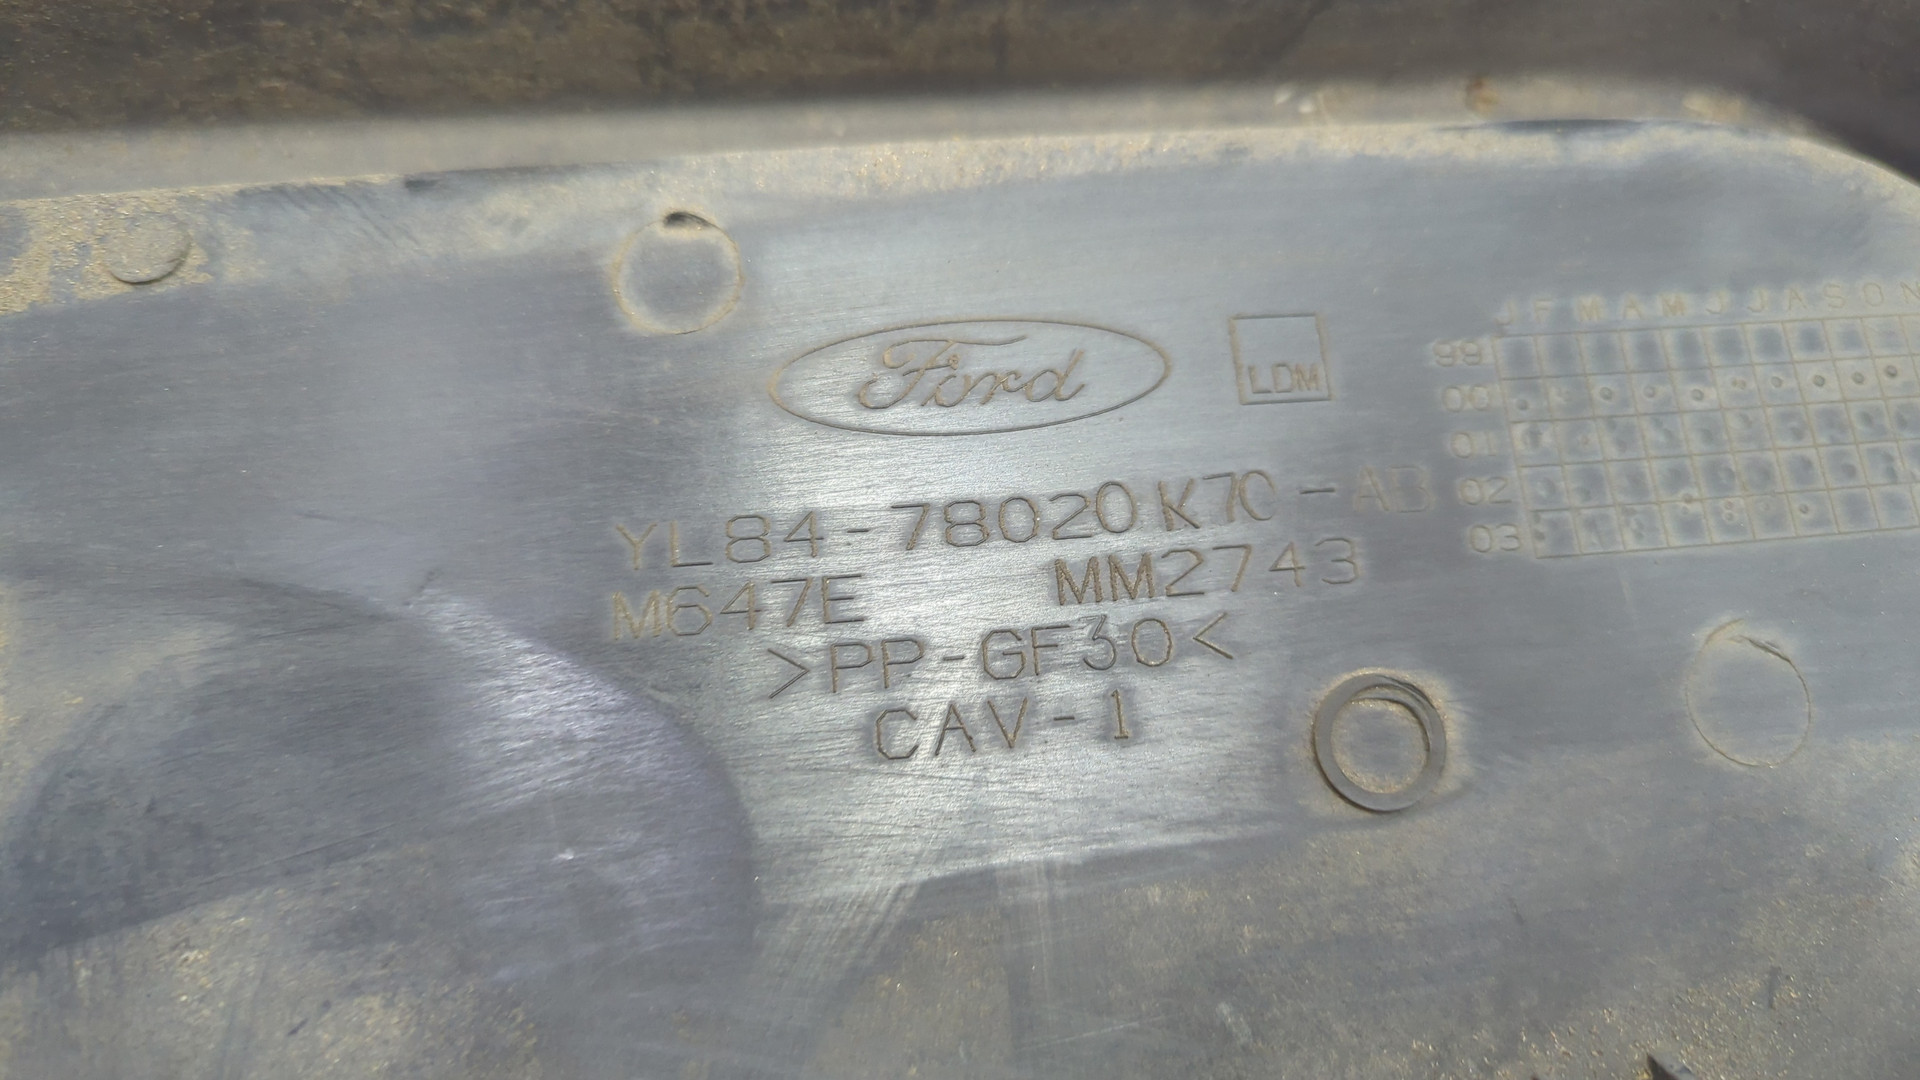 Ford
LDM
J F M A M J J A S O N
99
00
01
02
03
YL84-78020K70-AB
M647E MM2743
>PP-GF30<
CAV-1